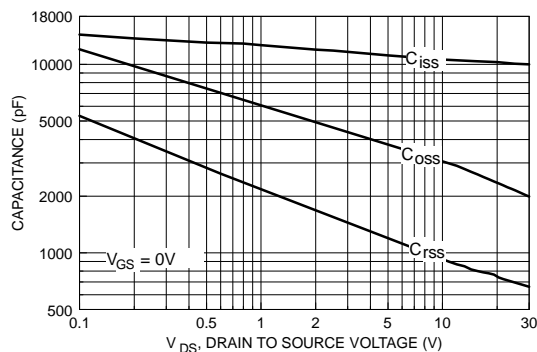 18000
10000
5000
2000
1000
500
CAPACITANCE (pF)
Ciss
Coss
Crss
VGS = 0V
0.1 0.5 1 2 5 10 30
V DS, DRAIN TO SOURCE VOLTAGE (V)